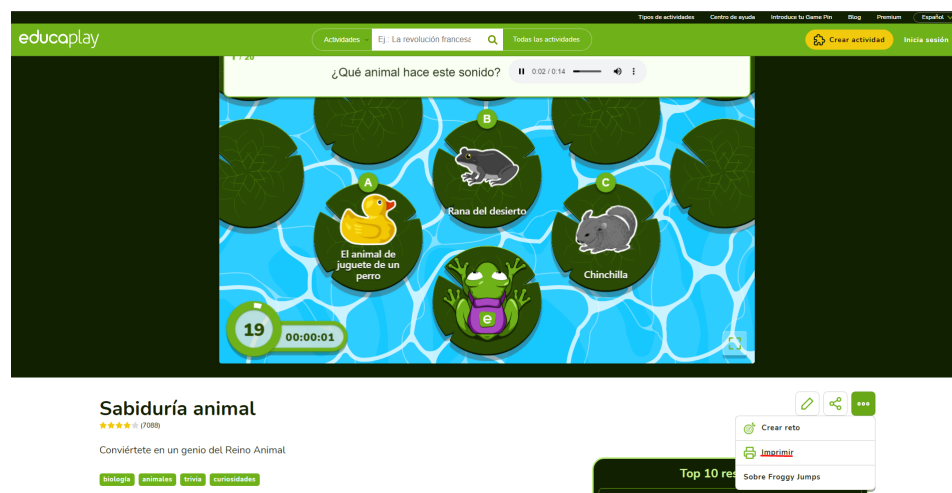 Tipos de actividades Centro de ayuda Introduce tu Game Pin Blog Premium Español
educaplay
Actividades Ej.: La revolución francesa Todas las actividades
Crear actividad Inicia sesión
1 / 20
¿Qué animal hace este sonido? 0:02 / 0:14
B
A
C
Rana del desierto
El animal de
juguete de un
perro
Chinchilla
e
19
00:00:01
Sabiduría animal
(7088)
Crear reto
Conviértete en un genio del Reino Animal
Imprimir
Top 10 res
Sobre Froggy Jumps
biología animales trivia curiosidades